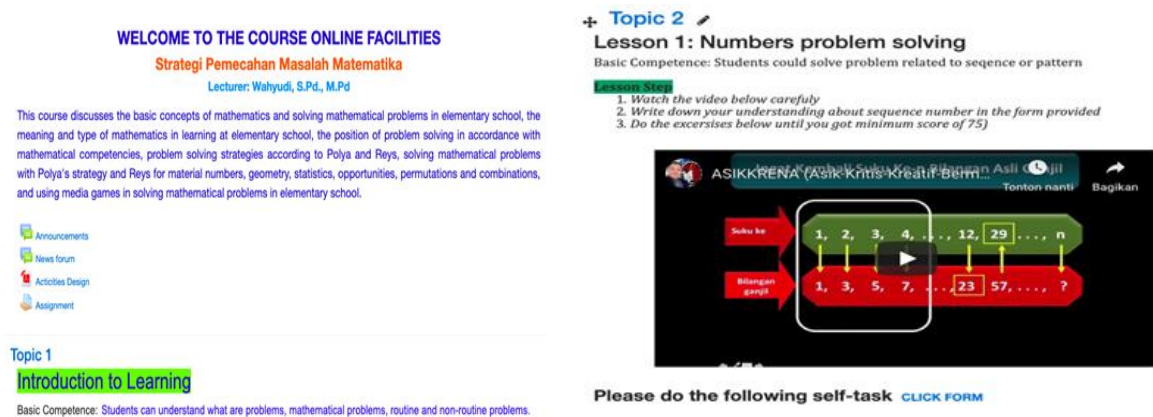 WELCOME TO THE COURSE ONLINE FACILITIES
Strategi Pemecahan Masalah Matematika
Lecturer: Wahyudi, S.Pd., M.Pd
This course discusses the basic concepts of mathematics and solving mathematical problems in elementary school, the
meaning and type of mathematics in learning at elementary school, the position of problem solving in accordance with
mathematical competencies, problem solving strategies according to Polya and Reys, solving mathematical problems
with Polya's strategy and Reys for material numbers, geometry, statistics, opportunities, permutations and combinations,
and using media games in solving mathematical problems in elementary school.
Announcements
News forum
Acticities Design
Assignment
Topic 1
Introduction to Learning
Basic Competence: Students can understand what are problems, mathematical problems, routine and non-routine problems.
Topic 2
Lesson 1: Numbers problem solving
Basic Competence: Students could solve problem related to seqence or pattern
Lesson Step
1. Watch the video below carefuly
2. Write down your understanding about sequence number in the form provided
3. Do the excersises below until you got minimum score of 75)
Ingat Kembali Suku Ke-n Bilangan Asli Ganjil
ASIKKRENA (Asik Kritis Kreatif Berm...
Tonton nanti
Bagikan
Suku ke
1, 2, 3, 4, . . ., 12, 29 . . ., n
Bilangan
ganjil
1, 3, 5, 7, . . ., 23 57, . . ., ?
Please do the following self-task CLICK FORM